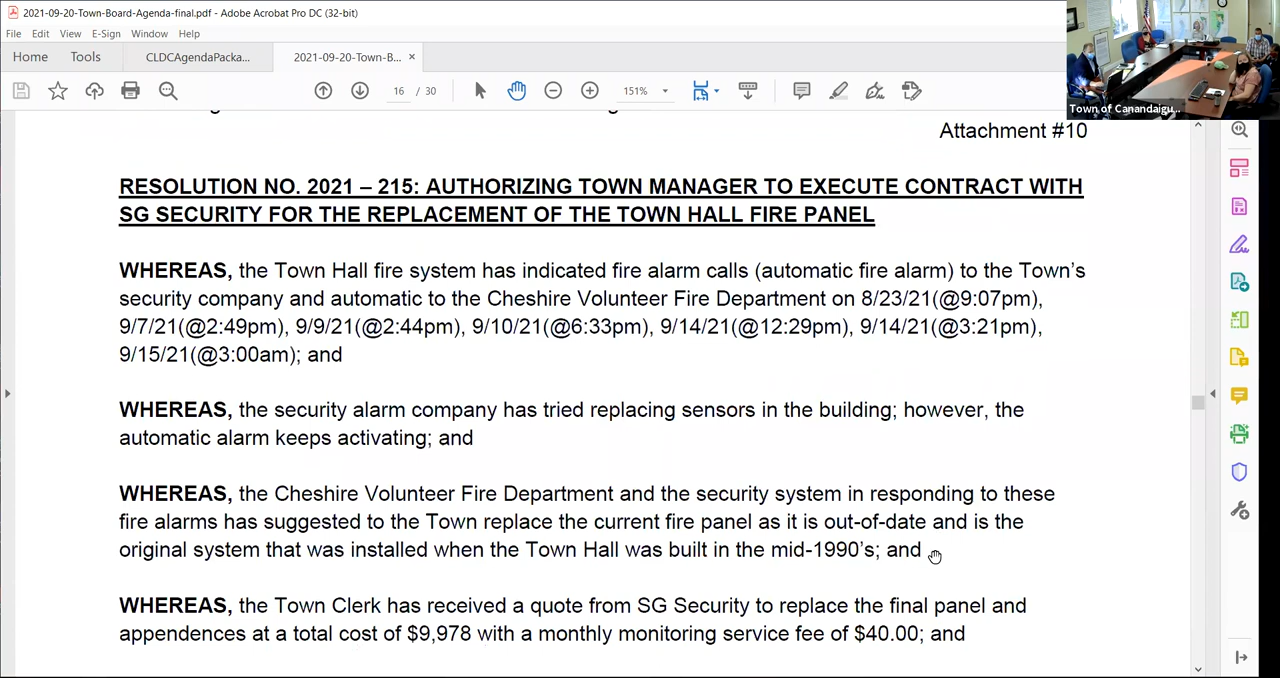 2021-09-20-Town-Board-Agenda-final.pdf - Adobe Acrobat Pro DC (32-bit)
File Edit View E-Sign Window Help
Home Tools CLDCAgendaPacka... 2021-09-20-Town-B... ×
16 / 30 151%
Town of Canandaigu...
Attachment #10
RESOLUTION NO. 2021 – 215: AUTHORIZING TOWN MANAGER TO EXECUTE CONTRACT WITH
SG SECURITY FOR THE REPLACEMENT OF THE TOWN HALL FIRE PANEL
WHEREAS, the Town Hall fire system has indicated fire alarm calls (automatic fire alarm) to the Town's
security company and automatic to the Cheshire Volunteer Fire Department on 8/23/21(@9:07pm),
9/7/21(@2:49pm), 9/9/21(@2:44pm), 9/10/21(@6:33pm), 9/14/21(@12:29pm), 9/14/21(@3:21pm),
9/15/21(@3:00am); and
WHEREAS, the security alarm company has tried replacing sensors in the building; however, the
automatic alarm keeps activating; and
WHEREAS, the Cheshire Volunteer Fire Department and the security system in responding to these
fire alarms has suggested to the Town replace the current fire panel as it is out-of-date and is the
original system that was installed when the Town Hall was built in the mid-1990's; and
WHEREAS, the Town Clerk has received a quote from SG Security to replace the final panel and
appendences at a total cost of $9,978 with a monthly monitoring service fee of $40.00; and